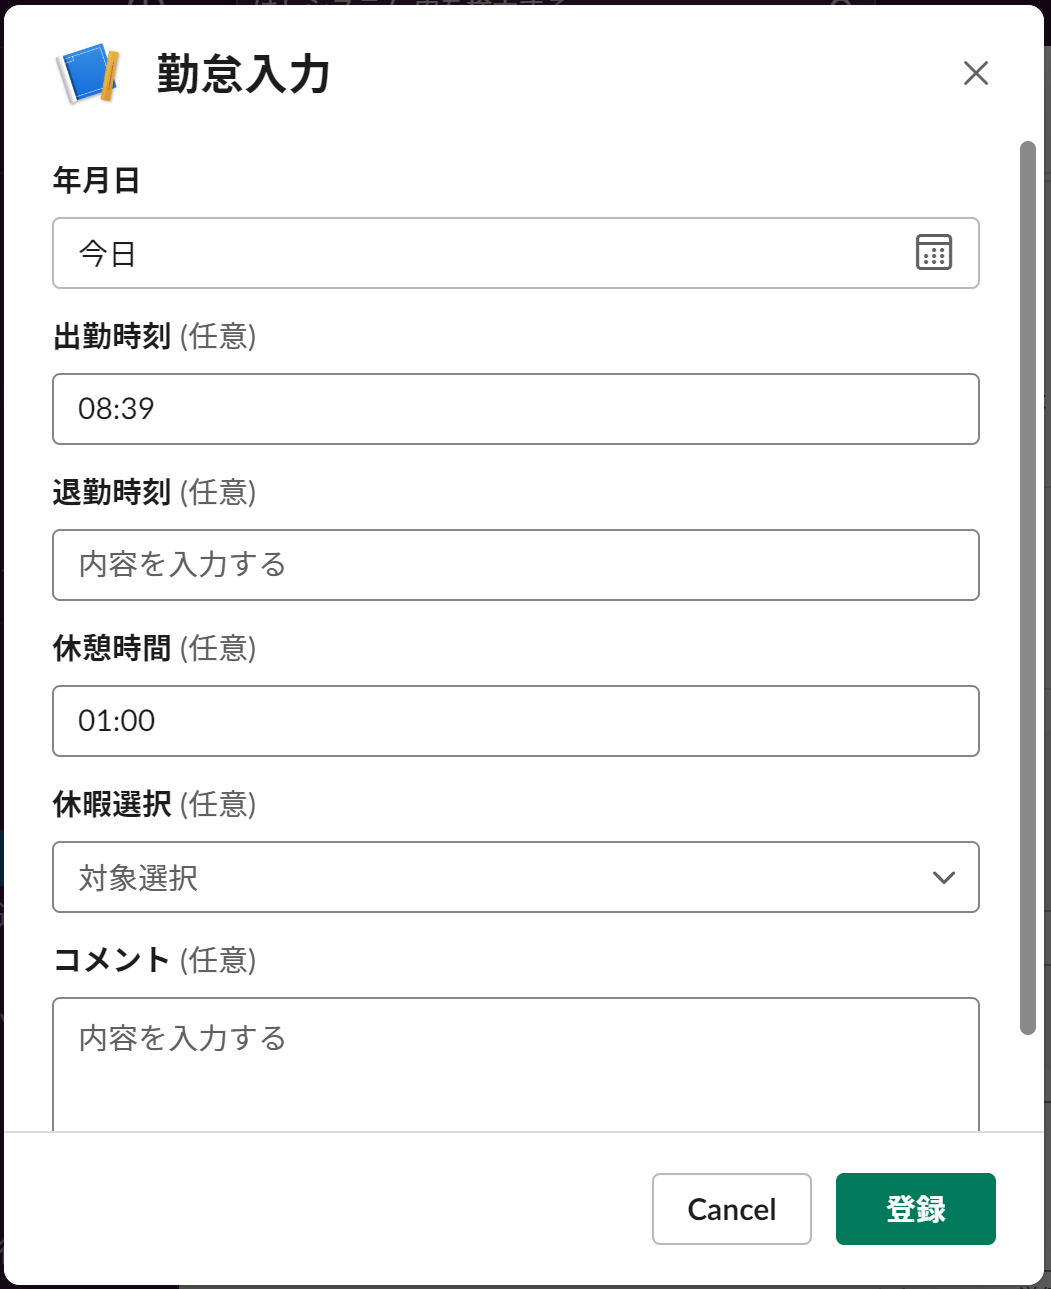 勤怠入力
年月日
今日
出勤時刻 (任意)
08:39
退勤時刻 (任意)
内容を入力する
休憩時間 (任意)
01:00
休暇選択 (任意)
対象選択
コメント (任意)
内容を入力する
Cancel
登録